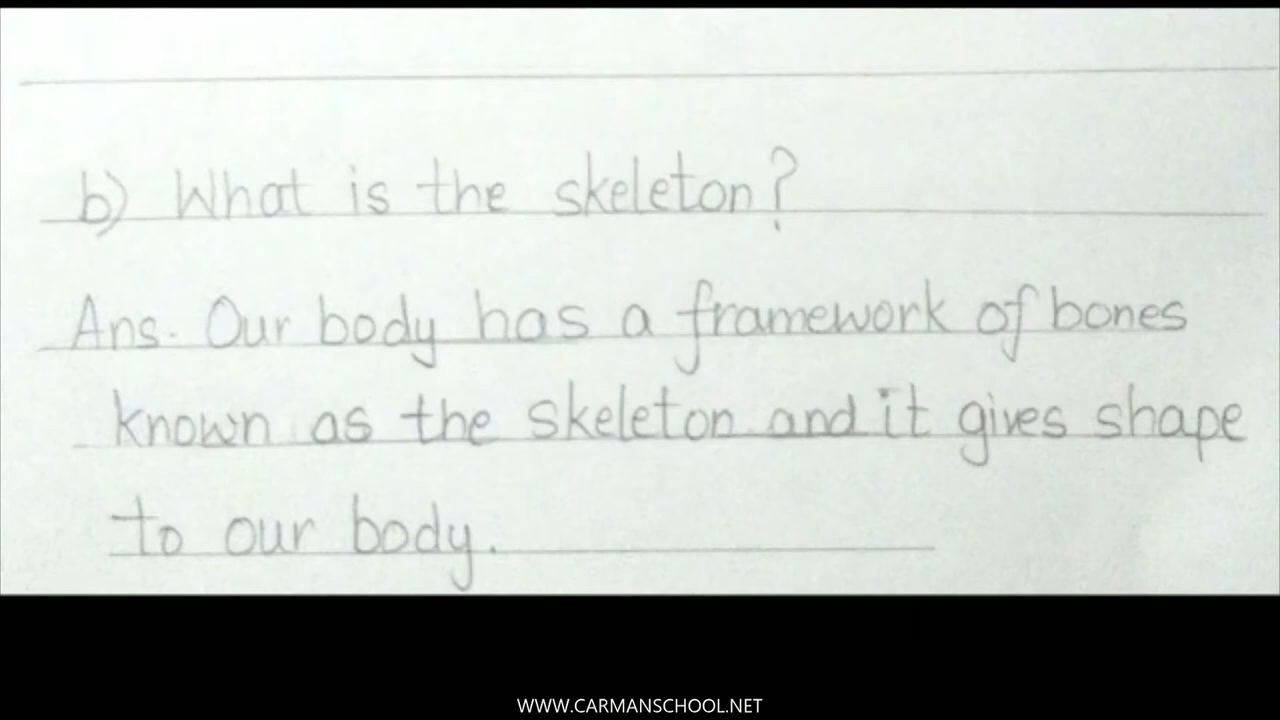 b) What is the skeleton?
Ans. Our body has a framework of bones
known as the skeleton and it gives shape
to our body.
WWW.CARMANSCHOOL.NET